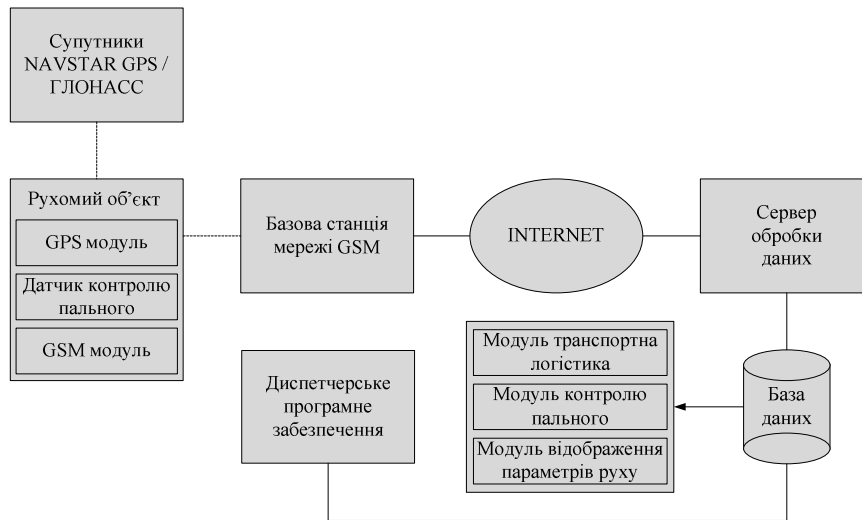 Супутники
NAVSTAR GPS /
ГЛОНАСС
Рухомий об’єкт
GPS модуль
Датчик контролю
пального
GSM модуль
Базова станція
мережі GSM
INTERNET
Сервер
обробки
даних
Диспетчерське
програмне
забезпечення
Модуль транспортна
логістика
Модуль контролю
пального
Модуль відображення
параметрів руху
База
даних